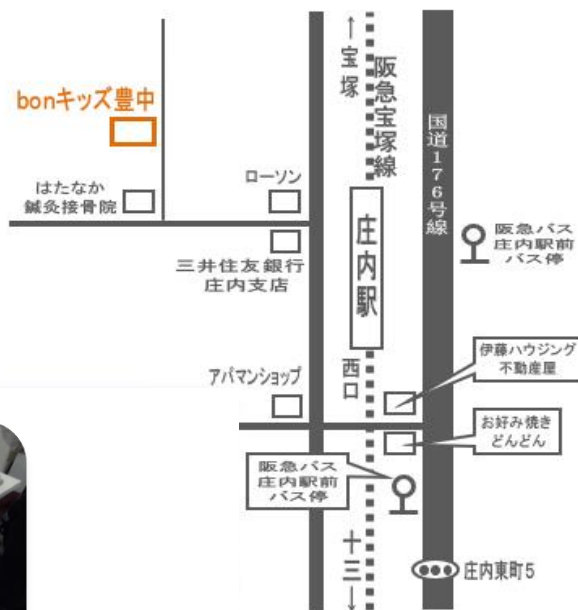 ↑宝塚
阪急宝塚線
国道176号線
bonキッズ豊中
はたなか
鍼灸接骨院
ローソン
三井住友銀行
庄内支店
庄内駅
阪急バス
庄内駅前
バス停
西口
アパマンショップ
伊藤ハウジング
不動産屋
お好み焼き
どんどん
阪急バス
庄内駅前
バス停
十三↓
庄内東町5